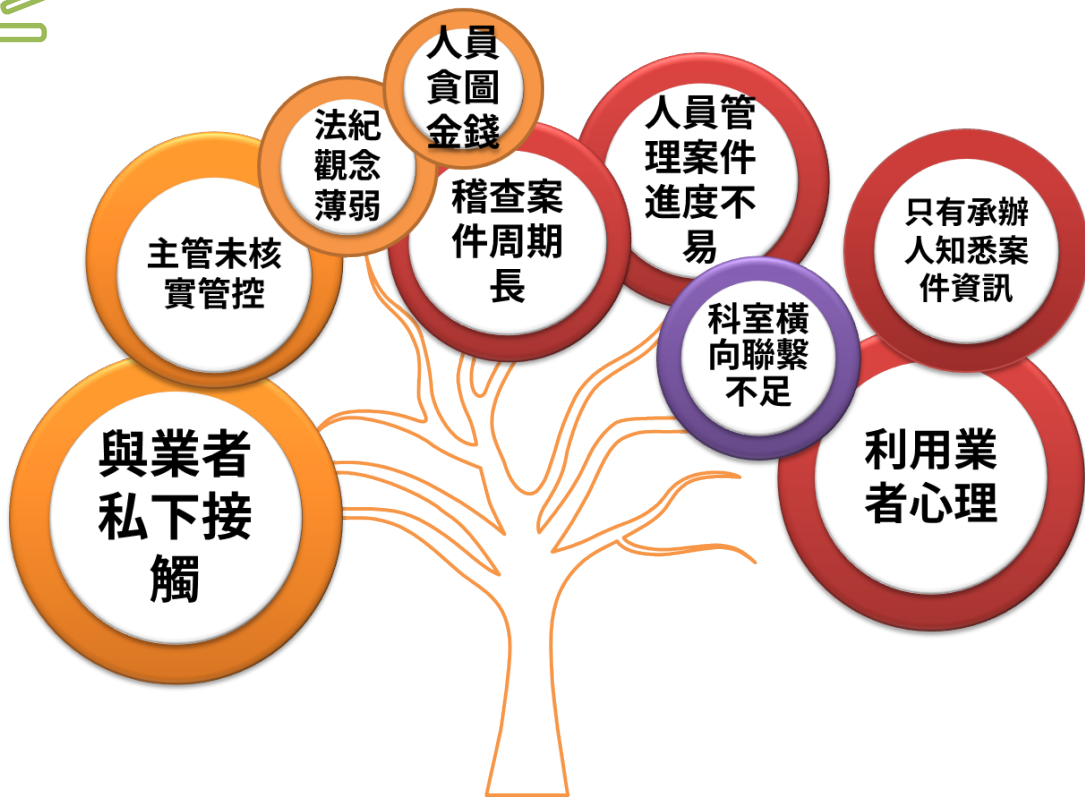 人員
貪圖
金錢
法紀
觀念
薄弱
主管未核
實管控
與業者
私下接
觸
稽查案
件周期
長
人員管
理案件
進度不
易
科室橫
向聯繫
不足
只有承辦
人知悉案
件資訊
利用業
者心理